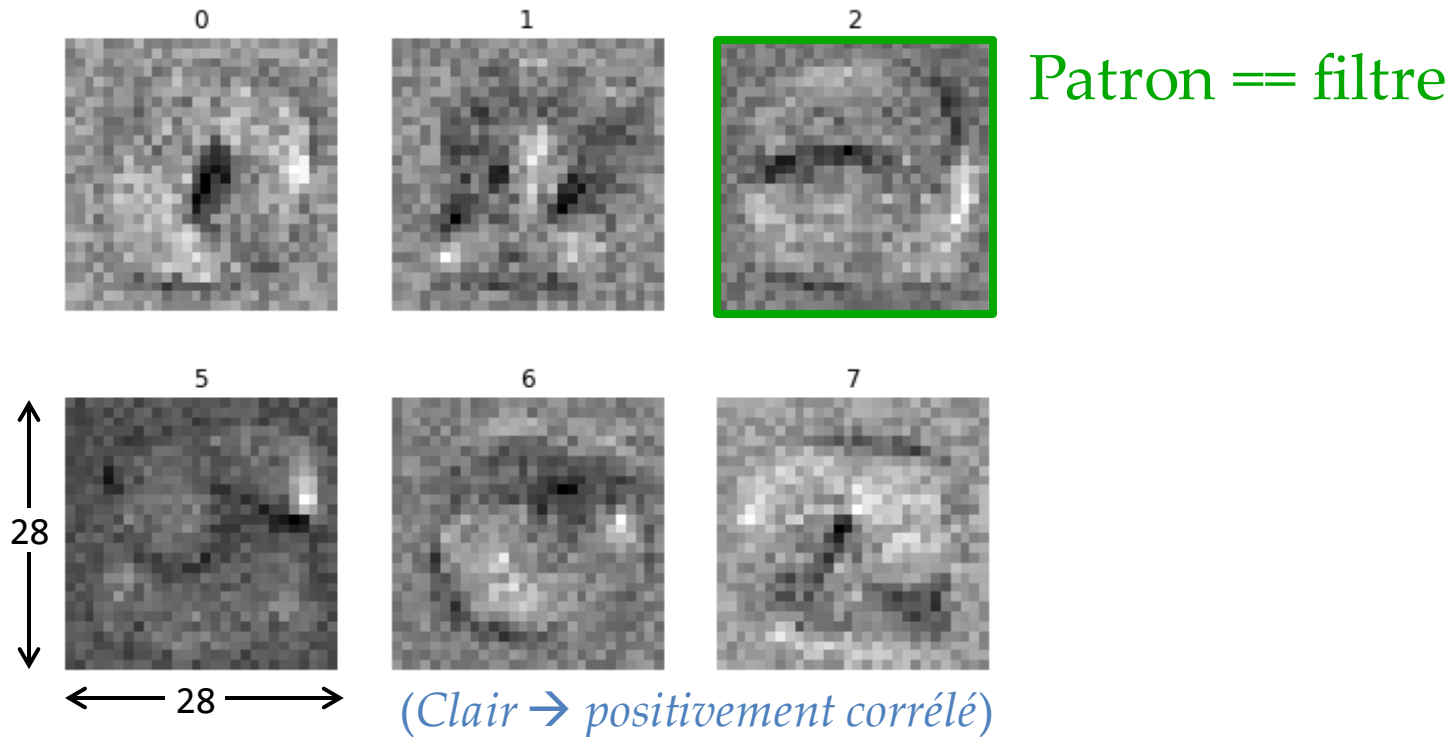 0 1 2
Patron == filtre
5 6 7
28
28
(Clair → positivement corrélé)